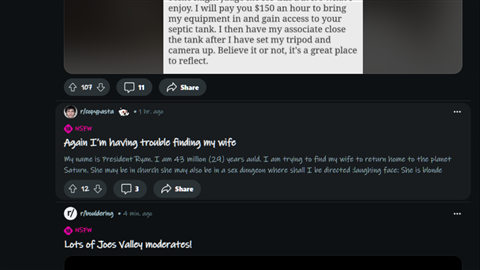 enjoy. I will pay you $150 an hour to bring
my equipment in and gain access to your
septic tank. I then have my associate close
the tank after I have set my tripod and
camera up. Believe it or not, it's a great place
to reflect.
107 11 Share
r/copypasta • 1 hr. ago
NSFW
Again I'm having trouble finding my wife
My name is President Ryan. I am 43 million (29) years auld. I am trying to find my wife to return home to the planet
Saturn. She may be in church she may also be in a sex dungeon where shall I be directed :laughing face: She is blonde
12 3 Share
r/bouldering • 4 min. ago
NSFW
Lots of Joes Valley moderates!